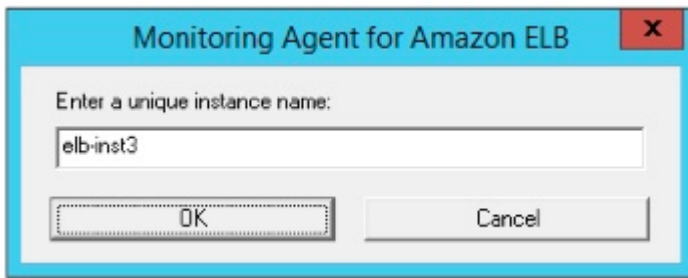 Monitoring Agent for Amazon ELB
x
Enter a unique instance name:
elb-inst3
OK
Cancel